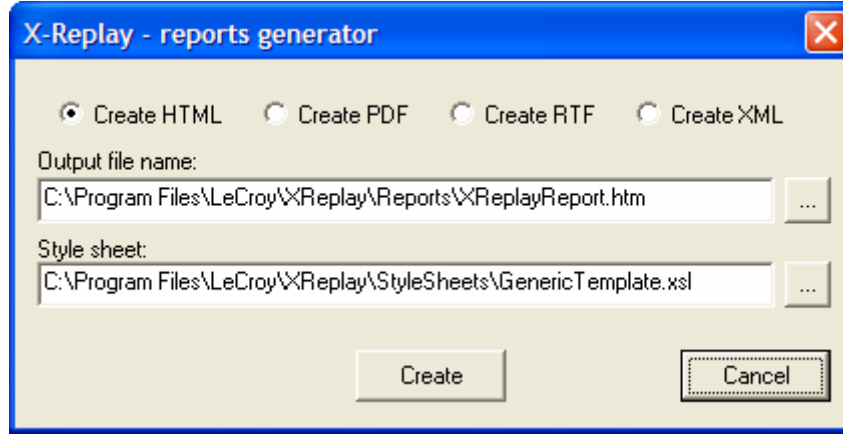 X-Replay - reports generator
Create HTML Create PDF Create RTF Create XML
Output file name:
C:\Program Files\LeCroy\XReplay\Reports\XReplayReport.htm ...
Style sheet:
C:\Program Files\LeCroy\XReplay\StyleSheets\GenericTemplate.xsl ...
Create Cancel